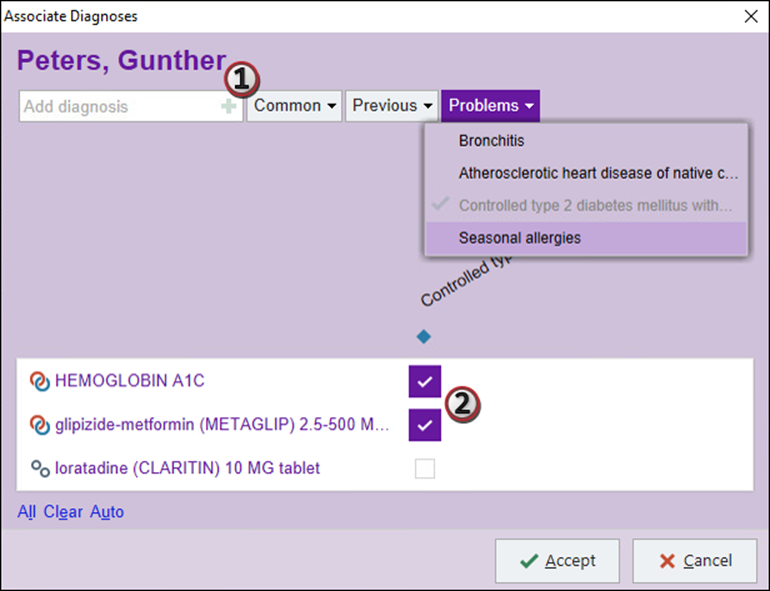 Associate Diagnoses
Peters, Gunther
1
Add diagnosis Common Previous Problems
Bronchitis
Atherosclerotic heart disease of native c...
Controlled type 2 diabetes mellitus with...
Seasonal allergies
Controlled typ
HEMOGLOBIN A1C
2
glipizide-metformin (METAGLIP) 2.5-500 M...
loratadine (CLARITIN) 10 MG tablet
All Clear Auto
Accept Cancel